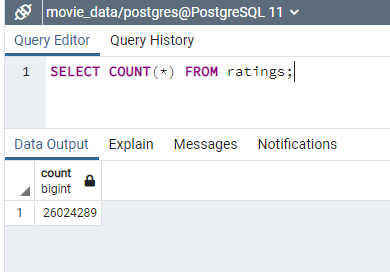 movie_data/postgres@PostgreSQL 11
Query Editor Query History
1 SELECT COUNT(*) FROM ratings;
Data Output Explain Messages Notifications
count
bigint
1 26024289